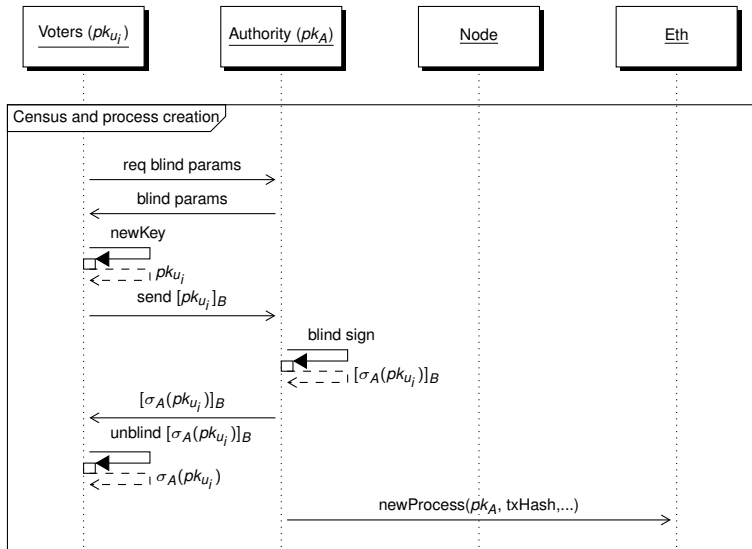 Voters (pk_{u_i})
Authority (pk_A)
Node
Eth
Census and process creation
req blind params
blind params
newKey
pk_{u_i}
send [pk_{u_i}]_B
blind sign
[σ_A(pk_{u_i})]_B
[σ_A(pk_{u_i})]_B
unblind [σ_A(pk_{u_i})]_B
σ_A(pk_{u_i})
newProcess(pk_A, txHash,...)